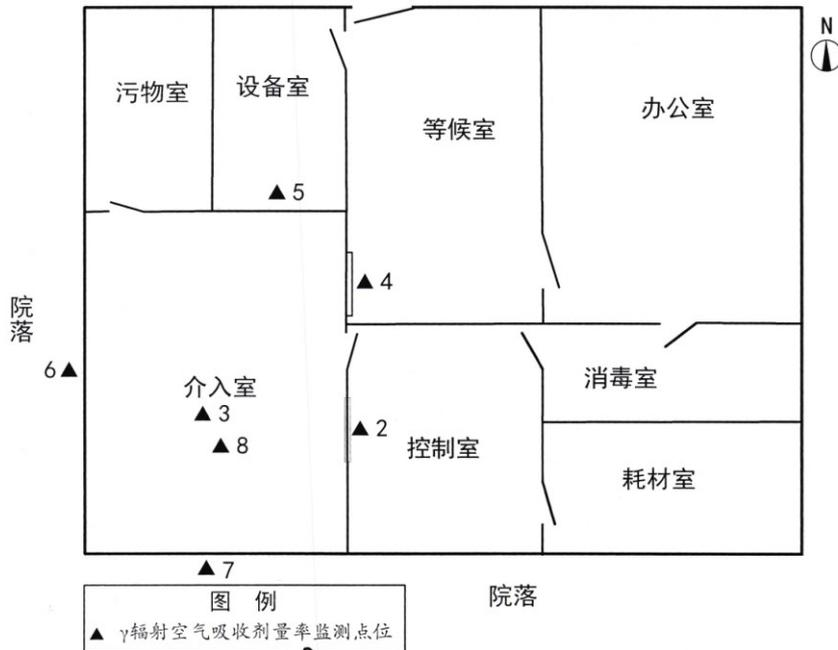 N
污物室
设备室
等候室
办公室
▲ 5
▲ 4
院
落
6 ▲
介入室
▲ 3
▲ 8
▲ 2
控制室
消毒室
耗材室
▲ 7
院落
图 例
▲ γ辐射空气吸收剂量率监测点位